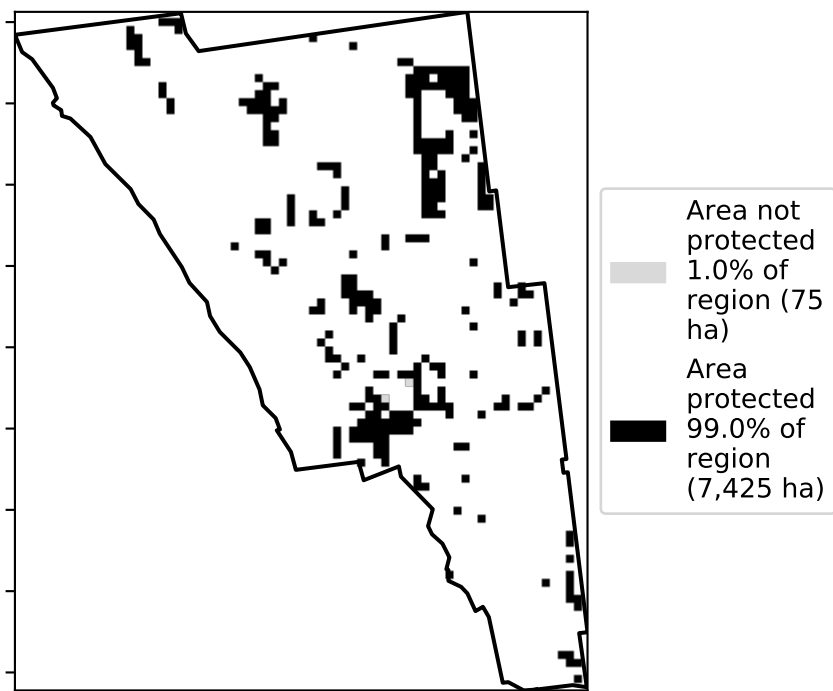 Area not
protected
1.0% of
region (75
ha)
Area
protected
99.0% of
region
(7,425 ha)